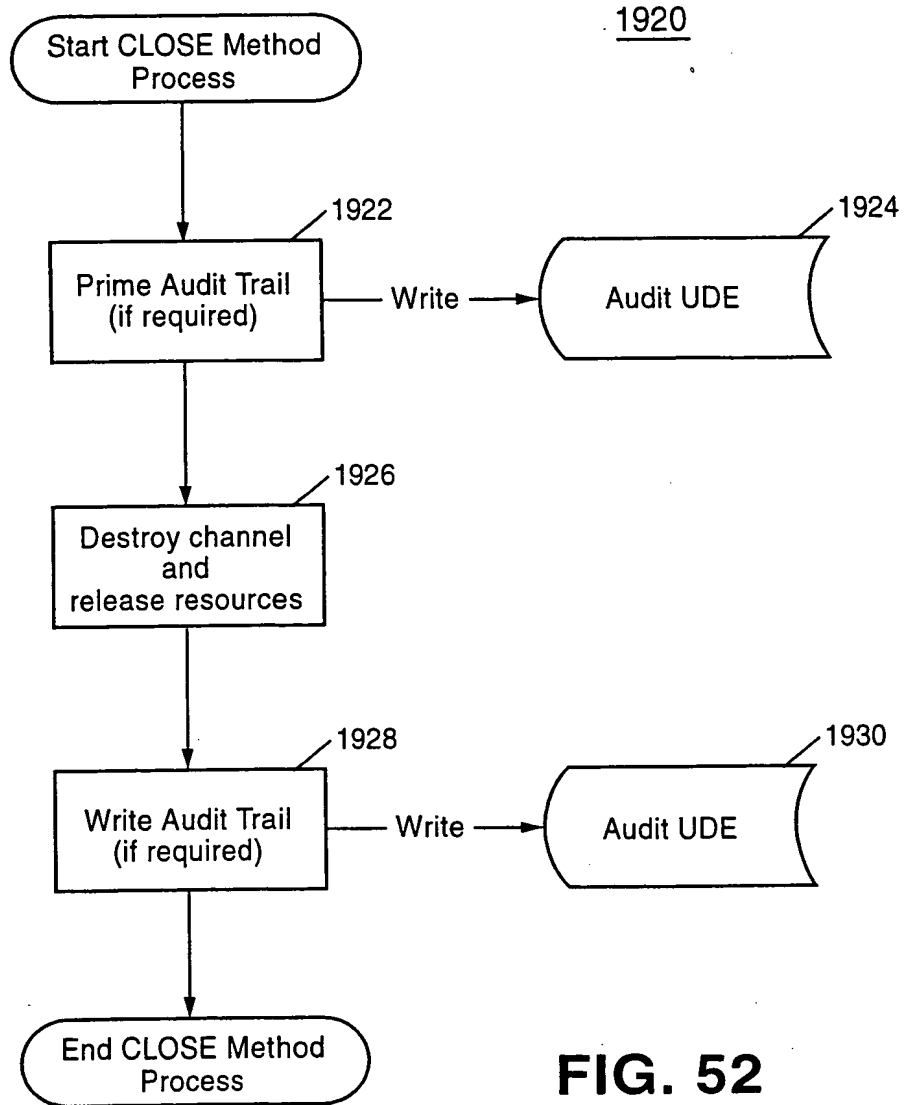 1920
Start CLOSE Method
Process
1922
1924
Prime Audit Trail
(if required)
Write
Audit UDE
1926
Destroy channel
and
release resources
1928
1930
Write Audit Trail
(if required)
Write
Audit UDE
End CLOSE Method
Process
FIG. 52